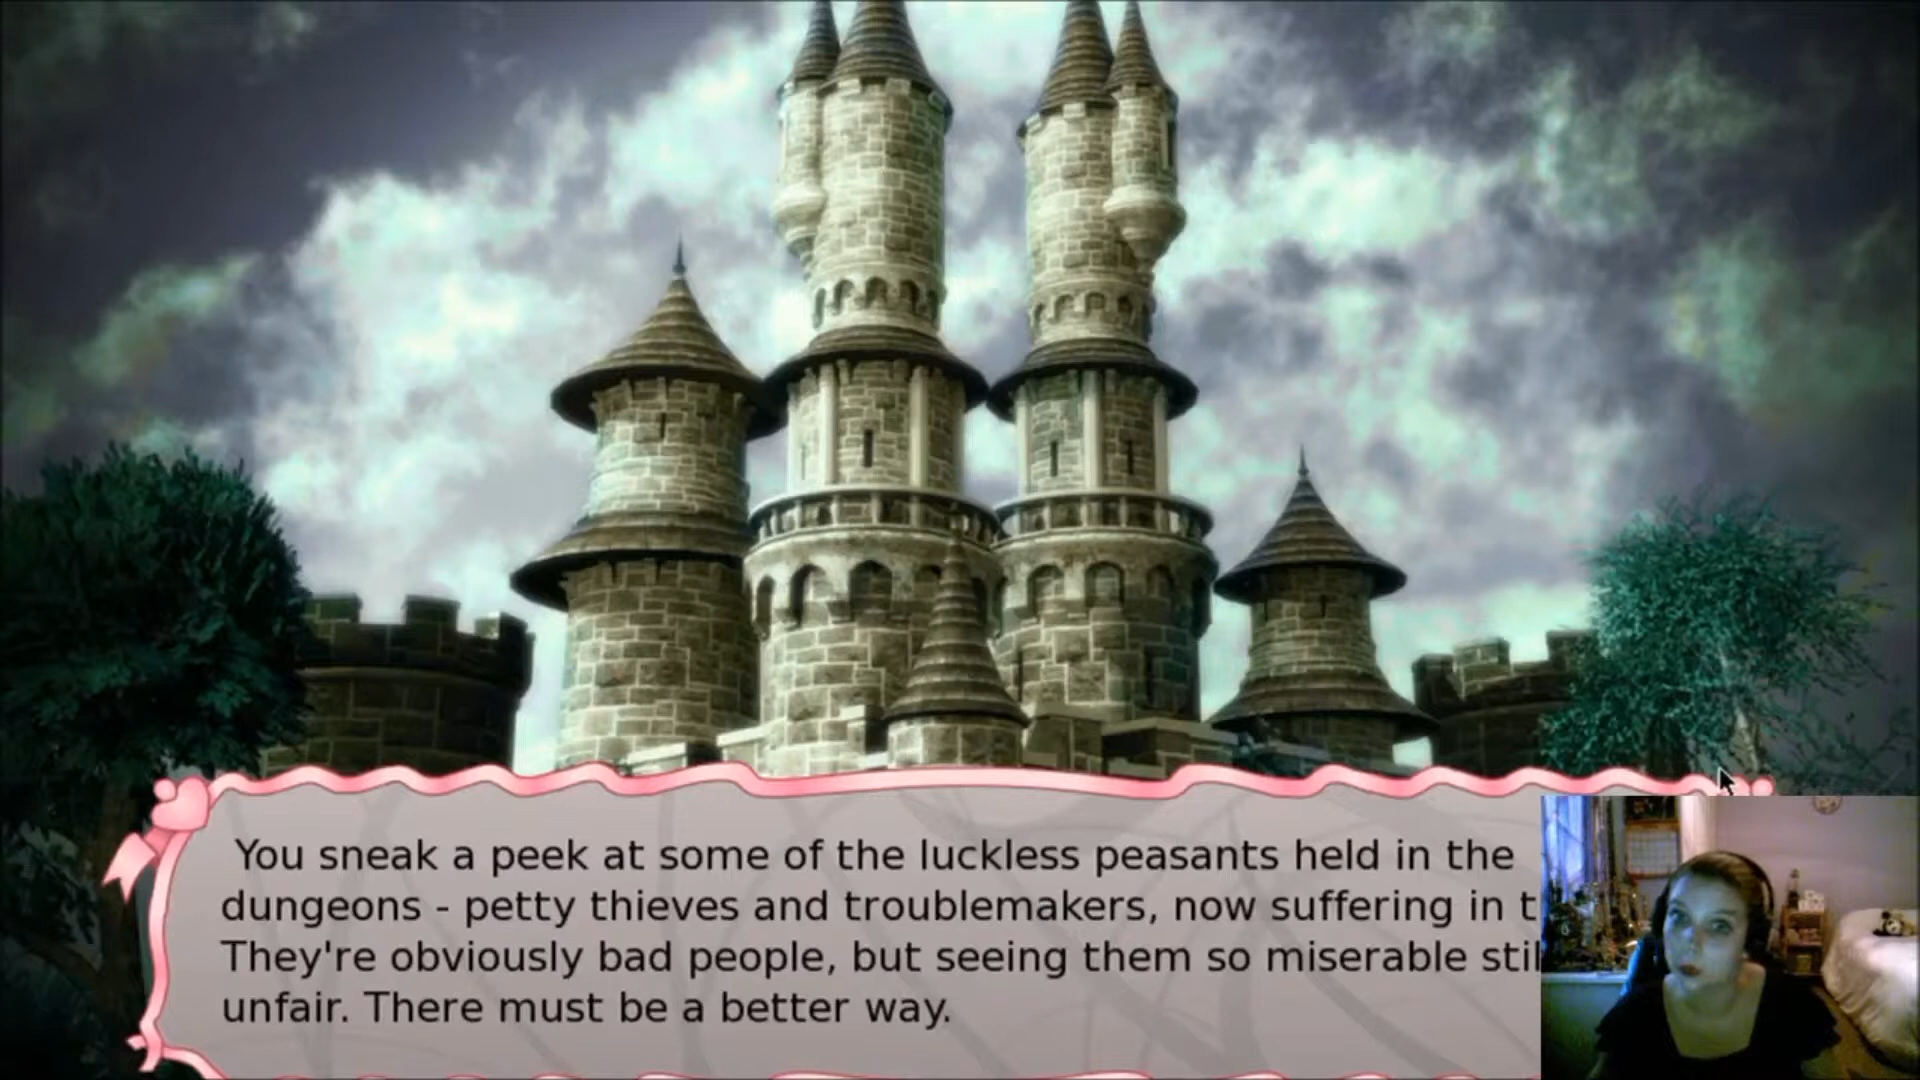 You sneak a peek at some of the luckless peasants held in the
dungeons - petty thieves and troublemakers, now suffering in
They're obviously bad people, but seeing them so miserable
unfair. There must be a better way.